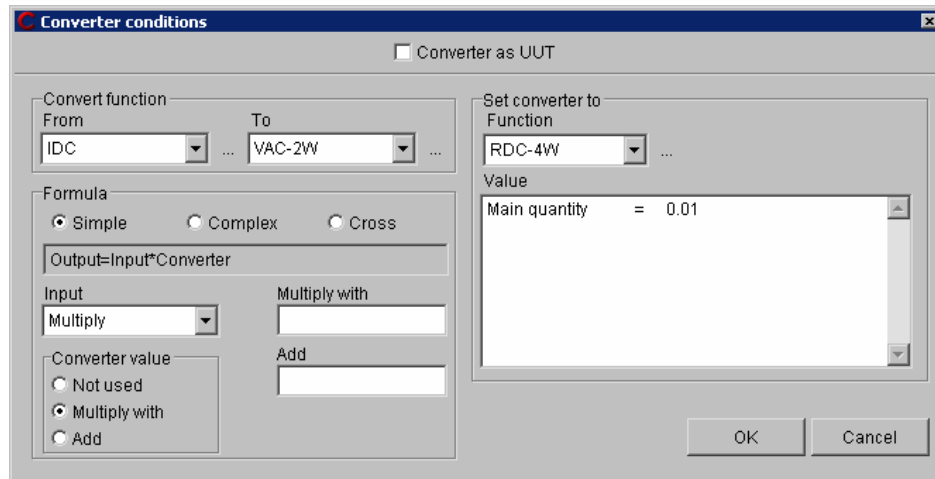 Converter conditions
Converter as UUT
Convert function
From To
IDC ... VAC-2W ...
Formula
Simple Complex Cross
Output=Input*Converter
Input Multiply with
Multiply
Converter value Add
Not used
Multiply with
Add
Set converter to
Function
RDC-4W ...
Value
Main quantity = 0.01
OK Cancel